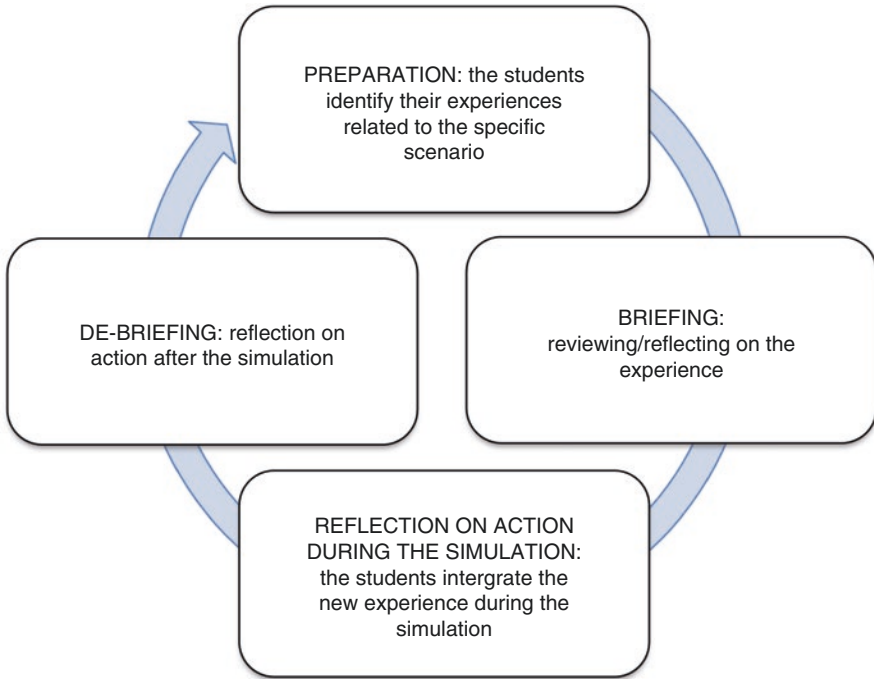 PREPARATION: the students
identify their experiences
related to the specific
scenario
BRIEFING:
reviewing/reflecting on the
experience
REFLECTION ON ACTION
DURING THE SIMULATION:
the students intergrate the
new experience during the
simulation
DE-BRIEFING: reflection on
action after the simulation